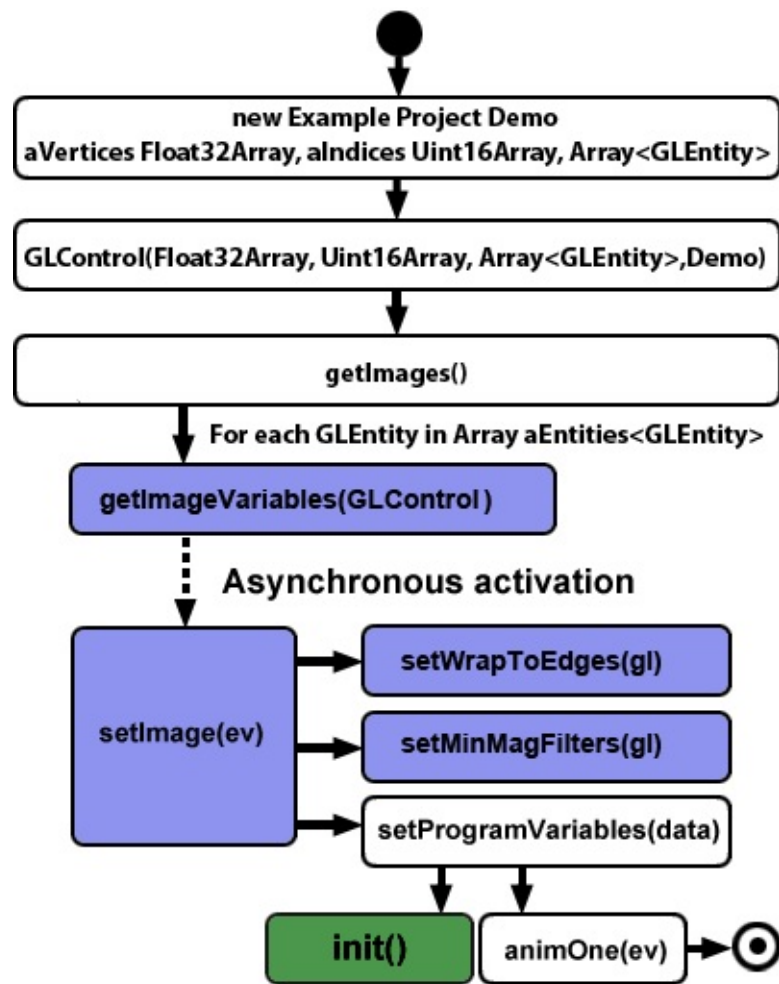 new Example Project Demo
aVertices Float32Array, aIndices Uint16Array, Array<GLEntity>
GLControl(Float32Array, Uint16Array, Array<GLEntity>,Demo)
getImages()
For each GLEntity in Array aEntities<GLEntity>
getImageVariables(GLControl)
Asynchronous activation
setImage(ev)
setWrapToEdges(gl)
setMinMagFilters(gl)
setProgramVariables(data)
init()
animOne(ev)